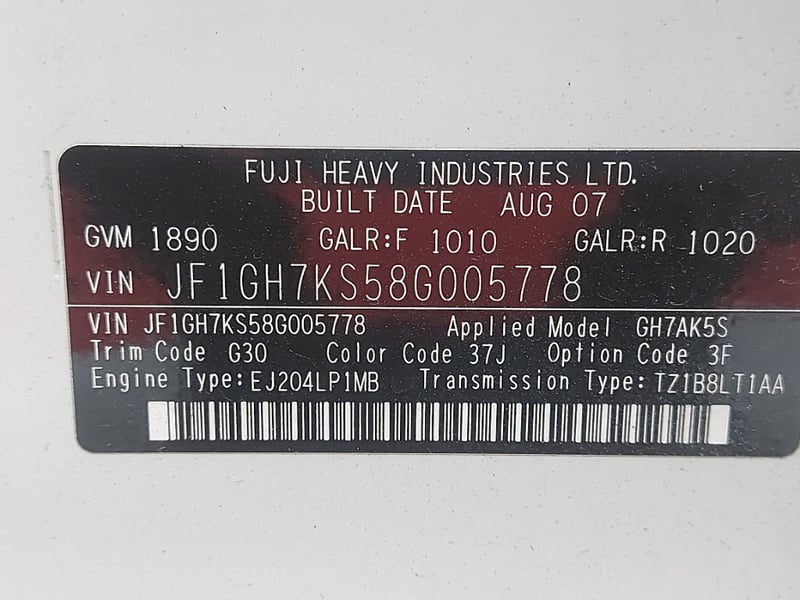 FUJI HEAVY INDUSTRIES LTD.
BUILT DATE AUG 07
GVM 1890 GALR:F 1010 GALR:R 1020
VIN JF1GH7KS58G005778
VIN JF1GH7KS58G005778 Applied Model GH7AK5S
Trim Code G30 Color Code 37J Option Code 3F
Engine Type:EJ204LP1MB Transmission Type:TZ1B8LT1AA